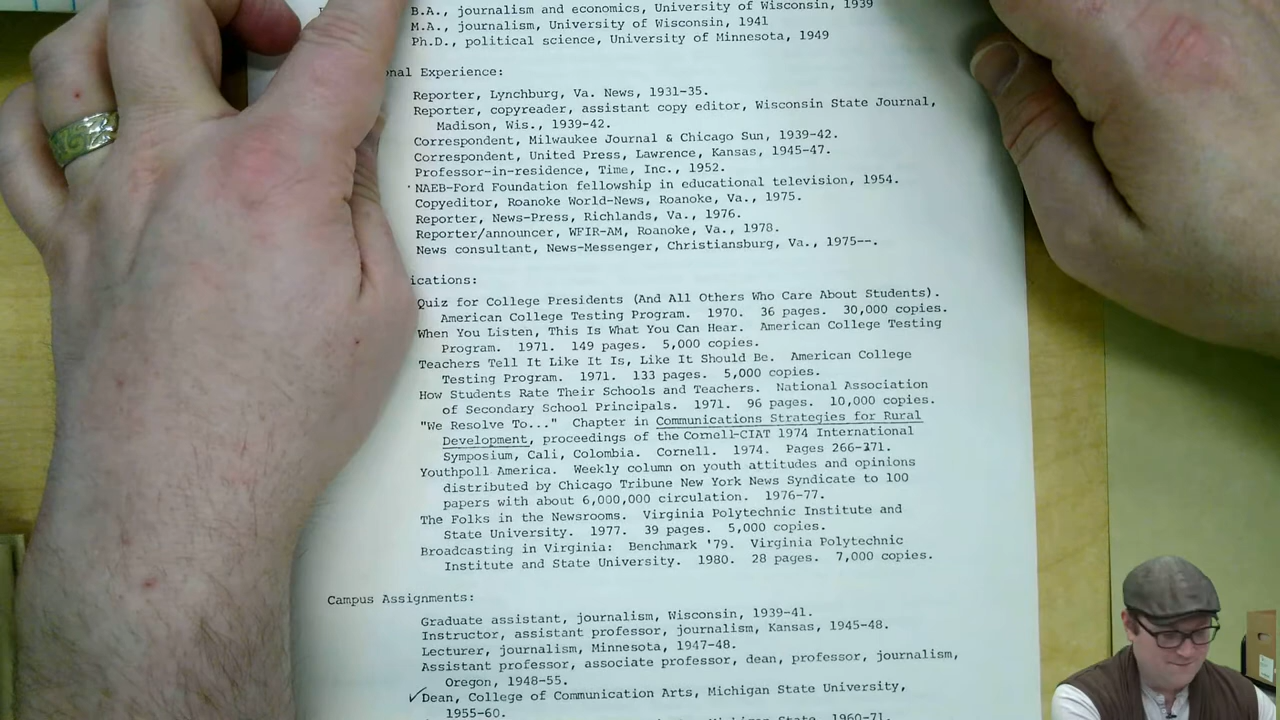 B.A., journalism and economics, University of Wisconsin, 1939
M.A., journalism, University of Wisconsin, 1941
Ph.D., political science, University of Minnesota, 1949
onal Experience:
Reporter, Lynchburg, Va. News, 1931-35.
Reporter, copyreader, assistant copy editor, Wisconsin State Journal,
Madison, Wis., 1939-42.
Correspondent, Milwaukee Journal & Chicago Sun, 1939-42.
Correspondent, United Press, Lawrence, Kansas, 1945-47.
Professor-in-residence, Time, Inc., 1952.
NAEB-Ford Foundation fellowship in educational television, 1954.
Copyeditor, Roanoke World-News, Roanoke, Va., 1975.
Reporter, News-Press, Richlands, Va., 1976.
Reporter/announcer, WFIR-AM, Roanoke, Va., 1978.
News consultant, News-Messenger, Christiansburg, Va., 1975--.
ications:
Quiz for College Presidents (And All Others Who Care About Students).
American College Testing Program. 1970. 36 pages. 30,000 copies.
When You Listen, This Is What You Can Hear. American College Testing
Program. 1971. 149 pages. 5,000 copies.
Teachers Tell It Like It Is, Like It Should Be. American College
Testing Program. 1971. 133 pages. 5,000 copies.
How Students Rate Their Schools and Teachers. National Association
of Secondary School Principals. 1971. 96 pages. 10,000 copies.
"We Resolve To..." Chapter in Communications Strategies for Rural
Development, proceedings of the Cornell-CIAT 1974 International
Symposium, Cali, Colombia. Cornell. 1974. Pages 266-371.
Youthpoll America. Weekly column on youth attitudes and opinions
distributed by Chicago Tribune New York News Syndicate to 100
papers with about 6,000,000 circulation. 1976-77.
The Folks in the Newsrooms. Virginia Polytechnic Institute and
State University. 1977. 39 pages. 5,000 copies.
Broadcasting in Virginia: Benchmark '79. Virginia Polytechnic
Institute and State University. 1980. 28 pages. 7,000 copies.
Campus Assignments:
Graduate assistant, journalism, Wisconsin, 1939-41.
Instructor, assistant professor, journalism, Kansas, 1945-48.
Lecturer, journalism, Minnesota, 1947-48.
Assistant professor, associate professor, dean, professor, journalism,
Oregon, 1948-55.
✓Dean, College of Communication Arts, Michigan State University,
1955-60.
Michigan State, 1960-71.